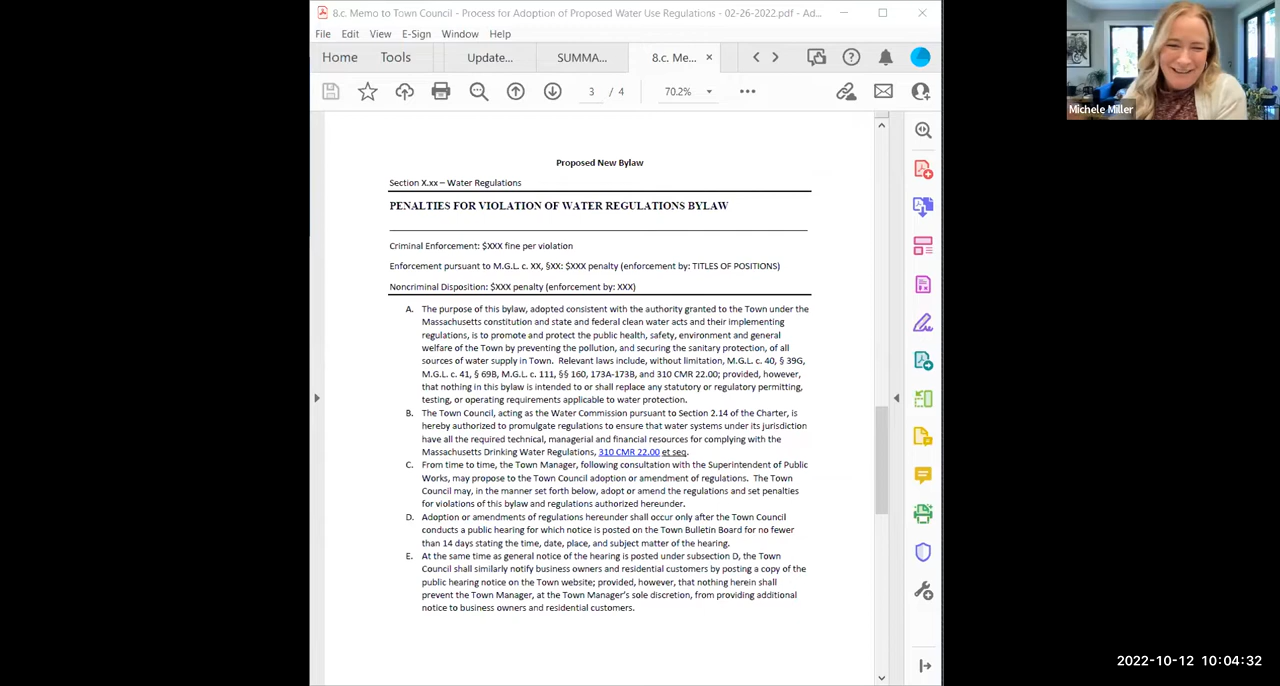 8.c. Memo to Town Council - Process for Adoption of Proposed Water Use Regulations - 02-26-2022.pdf - Ad...
File Edit View E-Sign Window Help
Home Tools Update... SUMMA... 8.c. Me... ×
3 / 4 70.2%
Michele Miller
Proposed New Bylaw
Section X.xx – Water Regulations
PENALTIES FOR VIOLATION OF WATER REGULATIONS BYLAW
Criminal Enforcement: $XXX fine per violation
Enforcement pursuant to M.G.L. c. XX, §XX: $XXX penalty (enforcement by: TITLES OF POSITIONS)
Noncriminal Disposition: $XXX penalty (enforcement by: XXX)
A. The purpose of this bylaw, adopted consistent with the authority granted to the Town under the
Massachusetts constitution and state and federal clean water acts and their implementing
regulations, is to promote and protect the public health, safety, environment and general
welfare of the Town by preventing the pollution, and securing the sanitary protection, of all
sources of water supply in Town. Relevant laws include, without limitation, M.G.L. c. 40, § 39G,
M.G.L. c. 41, § 69B, M.G.L. c. 111, §§ 160, 173A-173B, and 310 CMR 22.00; provided, however,
that nothing in this bylaw is intended to or shall replace any statutory or regulatory permitting,
testing, or operating requirements applicable to water protection.
B. The Town Council, acting as the Water Commission pursuant to Section 2.14 of the Charter, is
hereby authorized to promulgate regulations to ensure that water systems under its jurisdiction
have all the required technical, managerial and financial resources for complying with the
Massachusetts Drinking Water Regulations, 310 CMR 22.00 et seq.
C. From time to time, the Town Manager, following consultation with the Superintendent of Public
Works, may propose to the Town Council adoption or amendment of regulations. The Town
Council may, in the manner set forth below, adopt or amend the regulations and set penalties
for violations of this bylaw and regulations authorized hereunder.
D. Adoption or amendments of regulations hereunder shall occur only after the Town Council
conducts a public hearing for which notice is posted on the Town Bulletin Board for no fewer
than 14 days stating the time, date, place, and subject matter of the hearing.
E. At the same time as general notice of the hearing is posted under subsection D, the Town
Council shall similarly notify business owners and residential customers by posting a copy of the
public hearing notice on the Town website; provided, however, that nothing herein shall
prevent the Town Manager, at the Town Manager's sole discretion, from providing additional
notice to business owners and residential customers.
2022-10-12 10:04:32